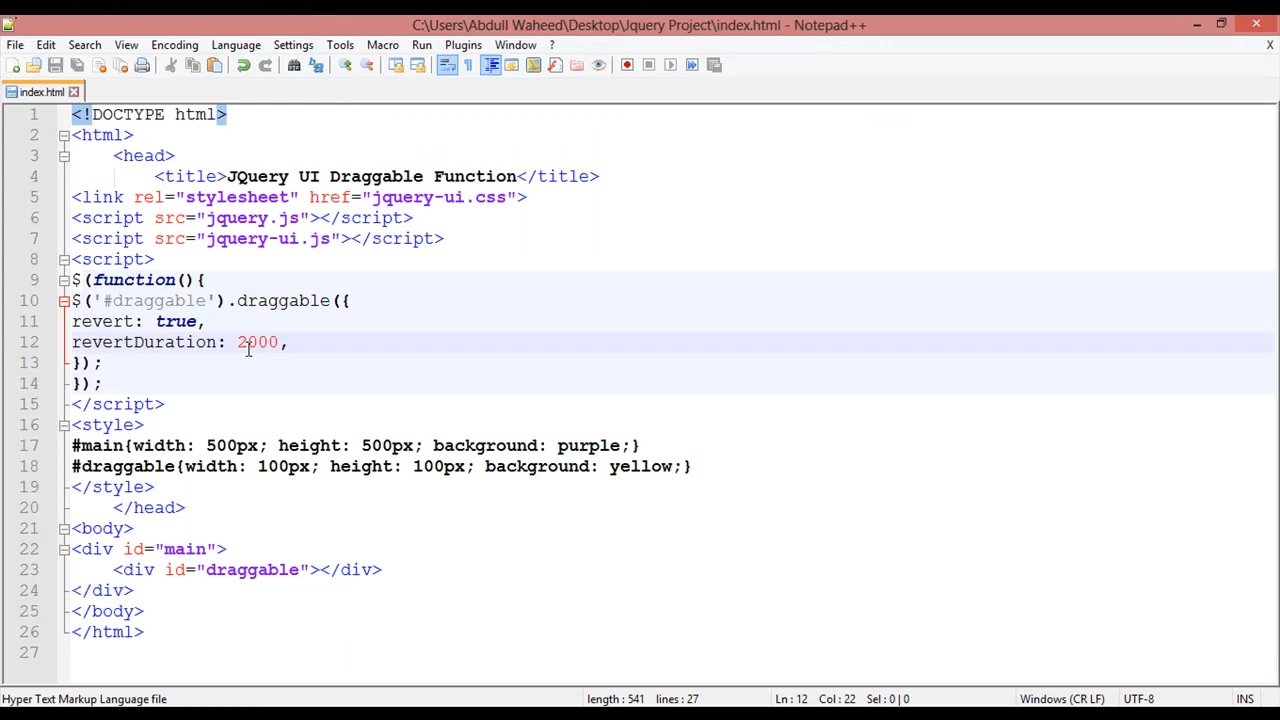 C:\Users\Abdull Waheed\Desktop\Jquery Project\index.html - Notepad++
File Edit Search View Encoding Language Settings Tools Macro Run Plugins Window ? X
index.html
1 <!DOCTYPE html>
2 <html>
3 <head>
4 <title>JQuery UI Draggable Function</title>
5 <link rel="stylesheet" href="jquery-ui.css">
6 <script src="jquery.js"></script>
7 <script src="jquery-ui.js"></script>
8 <script>
9 $(function(){
10 $('#draggable').draggable({
11 revert: true,
12 revertDuration: 2000,
13 });
14 });
15 </script>
16 <style>
17 #main{width: 500px; height: 500px; background: purple;}
18 #draggable{width: 100px; height: 100px; background: yellow;}
19 </style>
20 </head>
21 <body>
22 <div id="main">
23 <div id="draggable"></div>
24 </div>
25 </body>
26 </html>
27
Hyper Text Markup Language file length : 541 lines : 27 Ln : 12 Col : 22 Sel : 0 | 0 Windows (CR LF) UTF-8 INS